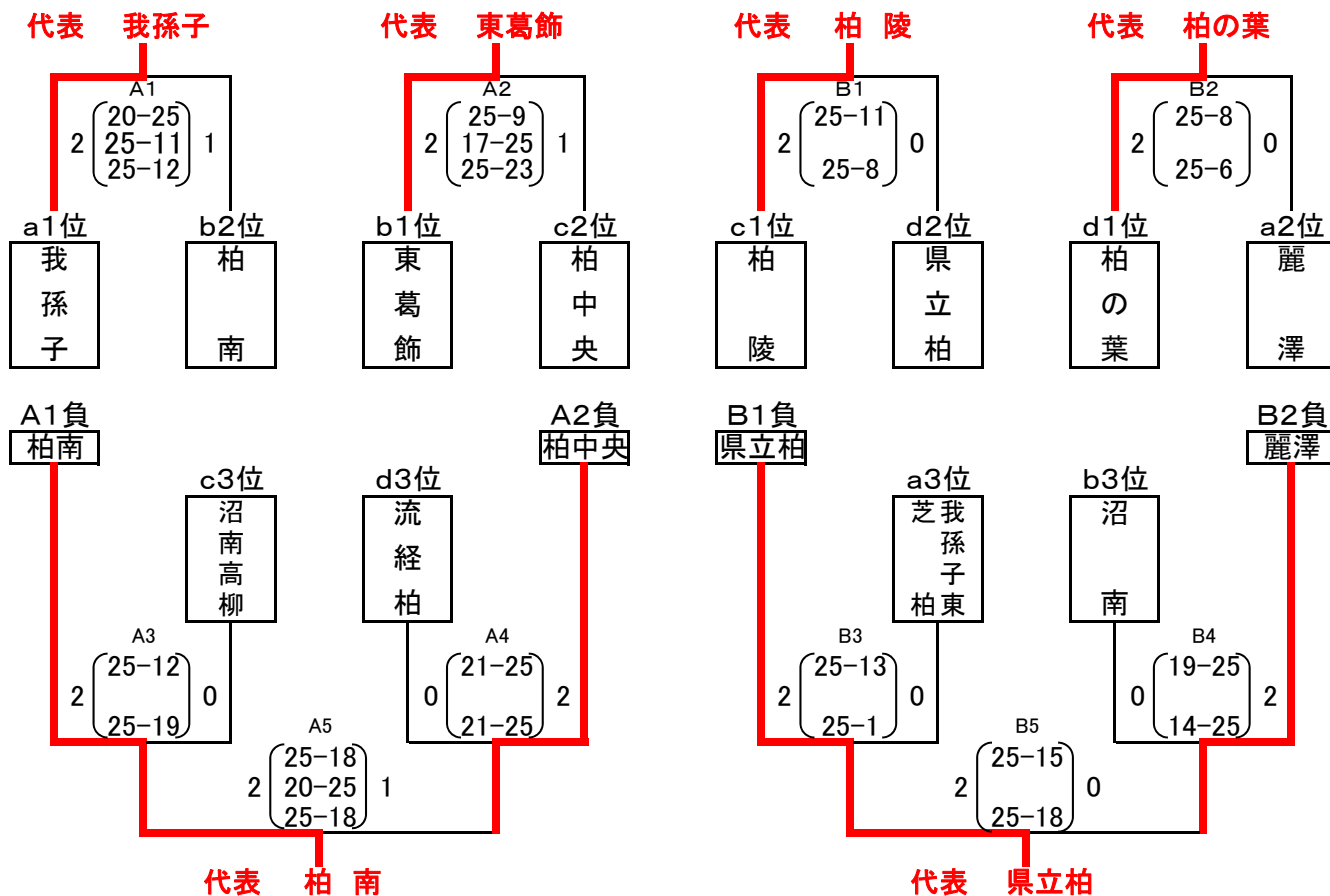 代表　我孫子
代表　東葛飾
代表　柏 陵
代表　柏の葉
A1
2 20-25 1
25-11
25-12
A2
2 25-9 1
17-25
25-23
B1
2 25-11 0
25-8
B2
2 25-8 0
25-6
a1位
我孫子
b2位
柏南
b1位
東葛飾
c2位
柏中央
c1位
柏陵
d2位
県立柏
d1位
柏の葉
a2位
麗澤
A1負
柏南
A2負
柏中央
B1負
県立柏
B2負
麗澤
c3位
沼南高柳
d3位
流経柏
a3位
我孫子東
芝柏
b3位
沼南
A3
2 25-12 0
25-19
A4
0 21-25 2
21-25
B3
2 25-13 0
25-1
B4
0 19-25 2
14-25
A5
2 25-18 1
20-25
25-18
B5
2 25-15 0
25-18
代表　柏 南
代表　県立柏